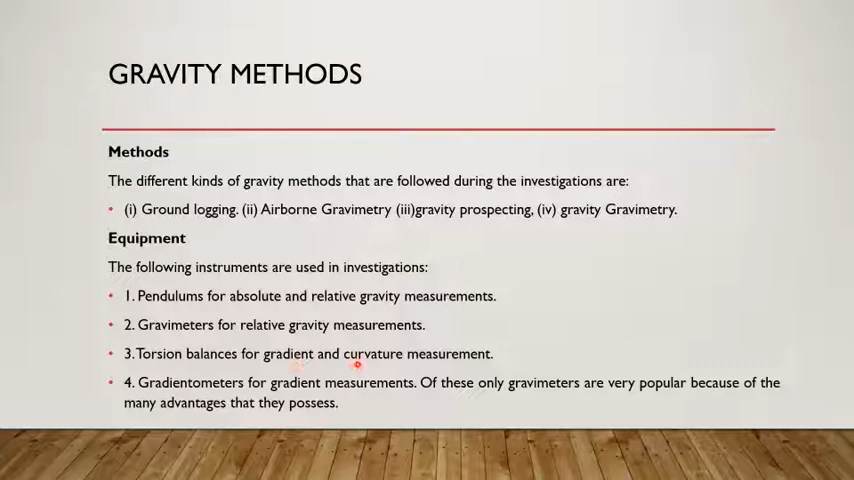 GRAVITY METHODS
Methods
The different kinds of gravity methods that are followed during the investigations are:
• (i) Ground logging. (ii) Airborne Gravimetry (iii)gravity prospecting, (iv) gravity Gravimetry.
Equipment
The following instruments are used in investigations:
• 1. Pendulums for absolute and relative gravity measurements.
• 2. Gravimeters for relative gravity measurements.
• 3.Torsion balances for gradient and curvature measurement.
• 4. Gradientometers for gradient measurements. Of these only gravimeters are very popular because of the
many advantages that they possess.